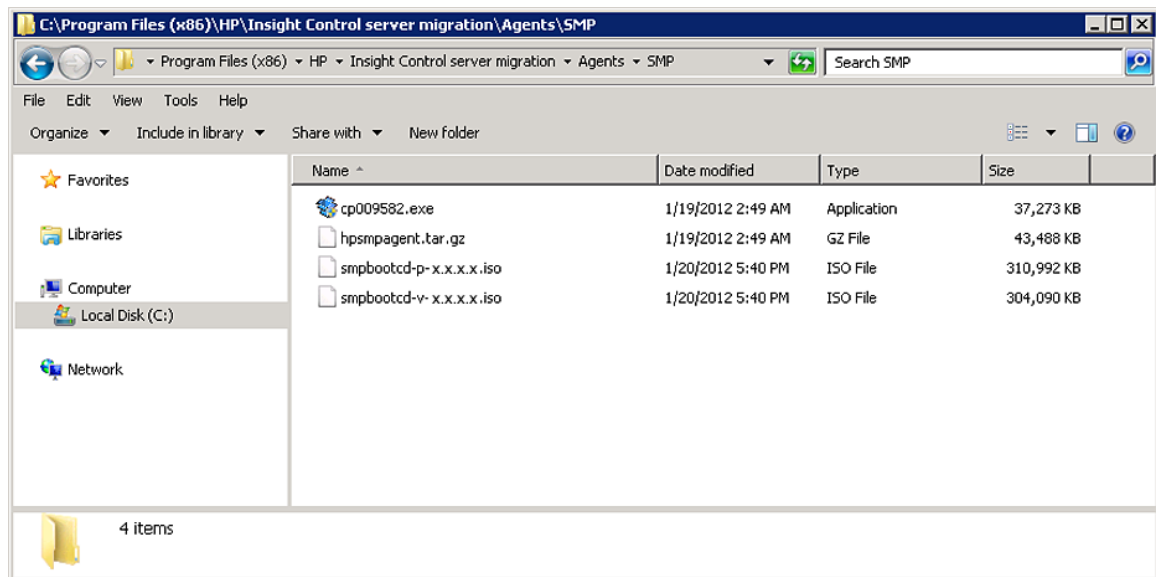 C:\Program Files (x86)\HP\Insight Control server migration\Agents\SMP
Program Files (x86) HP Insight Control server migration Agents SMP Search SMP
File Edit View Tools Help
Organize Include in library Share with New folder
Name Date modified Type Size
Favorites
cp009582.exe 1/19/2012 2:49 AM Application 37,273 KB
Libraries
hpsmpagent.tar.gz 1/19/2012 2:49 AM GZ File 43,488 KB
smpbootcd-p-x.x.x.x.iso 1/20/2012 5:40 PM ISO File 310,992 KB
Computer
smpbootcd-v-x.x.x.x.iso 1/20/2012 5:40 PM ISO File 304,090 KB
Local Disk (C:)
Network
4 items